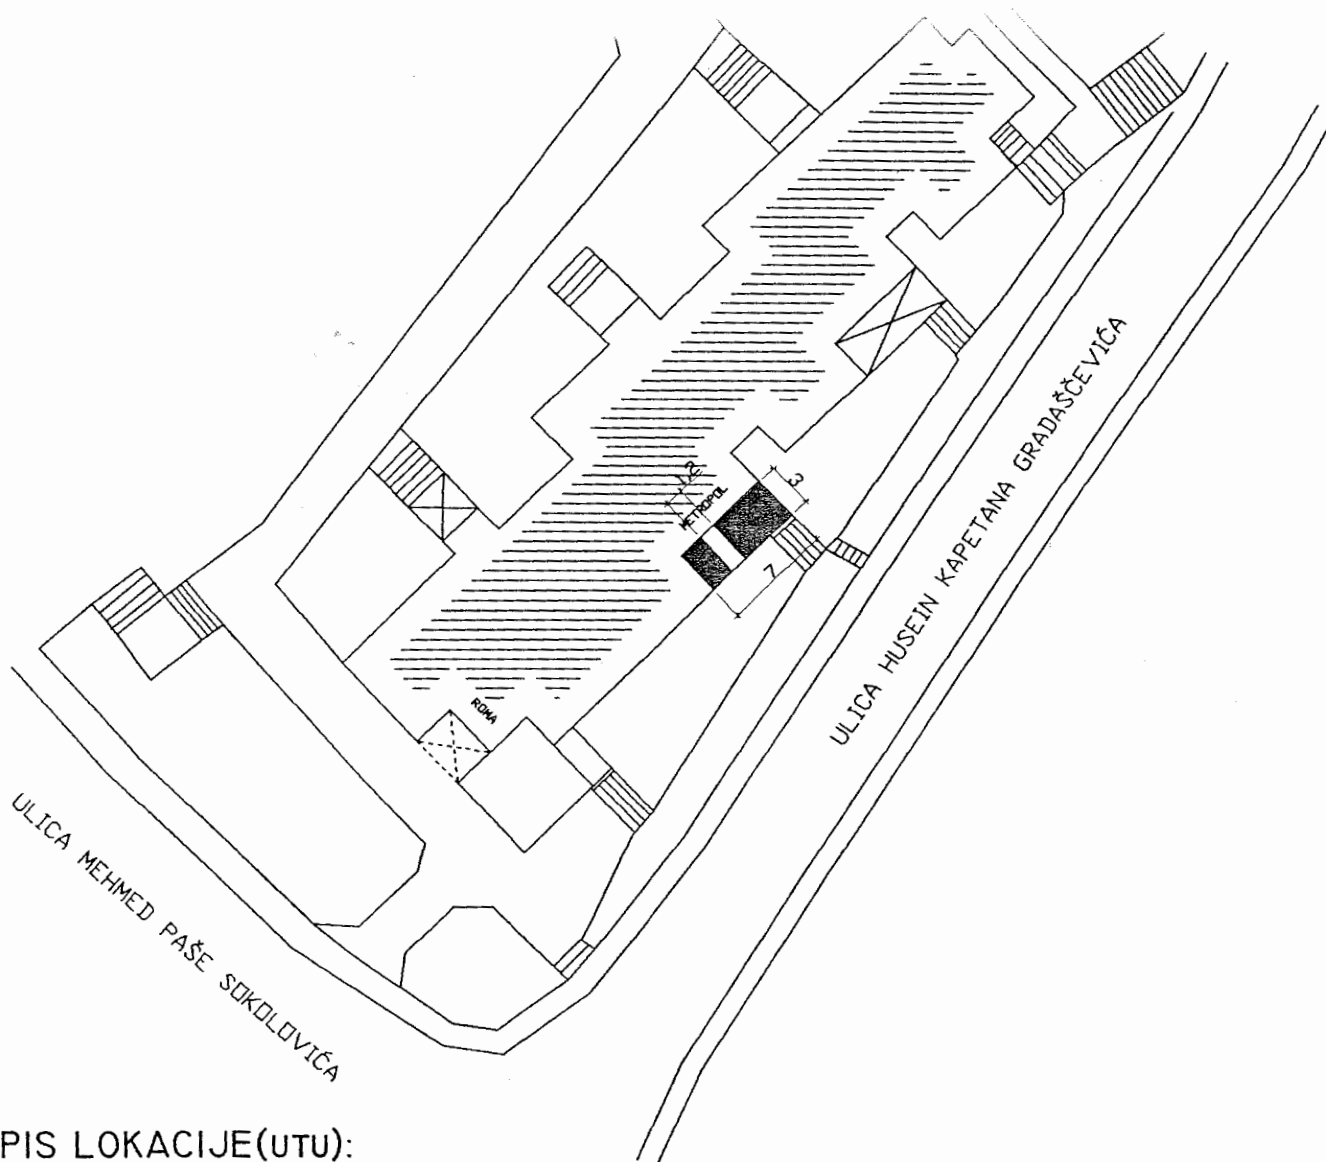 1,2
METROPOL
3
7
ROMA
ULICA HUSEIN KAPETANA GRADAŠČEVIĆA
ULICA MEHMED PAŠE SOKOLOVIĆA
PIS LOKACIJE(UTU):